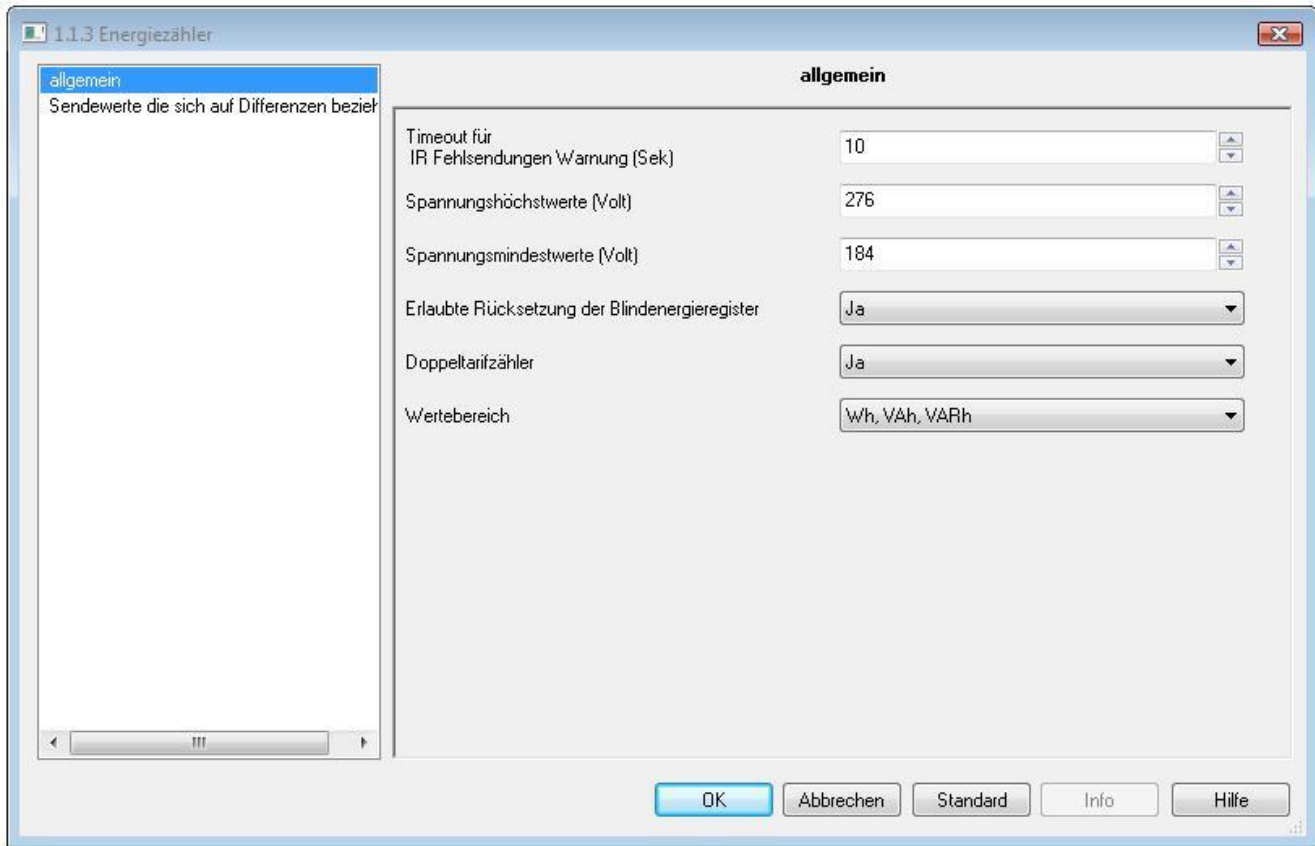 1.1.3 Energiezähler
allgemein
Sendewerte die sich auf Differenzen bezieh
allgemein
Timeout für
IR Fehlsendungen Warnung (Sek)
10
Spannungshöchstwerte (Volt)
276
Spannungsmindestwerte (Volt)
184
Erlaubte Rücksetzung der Blindenergieregister
Ja
Doppeltarifzähler
Ja
Wertebereich
Wh, VAh, VARh
OK
Abbrechen
Standard
Info
Hilfe